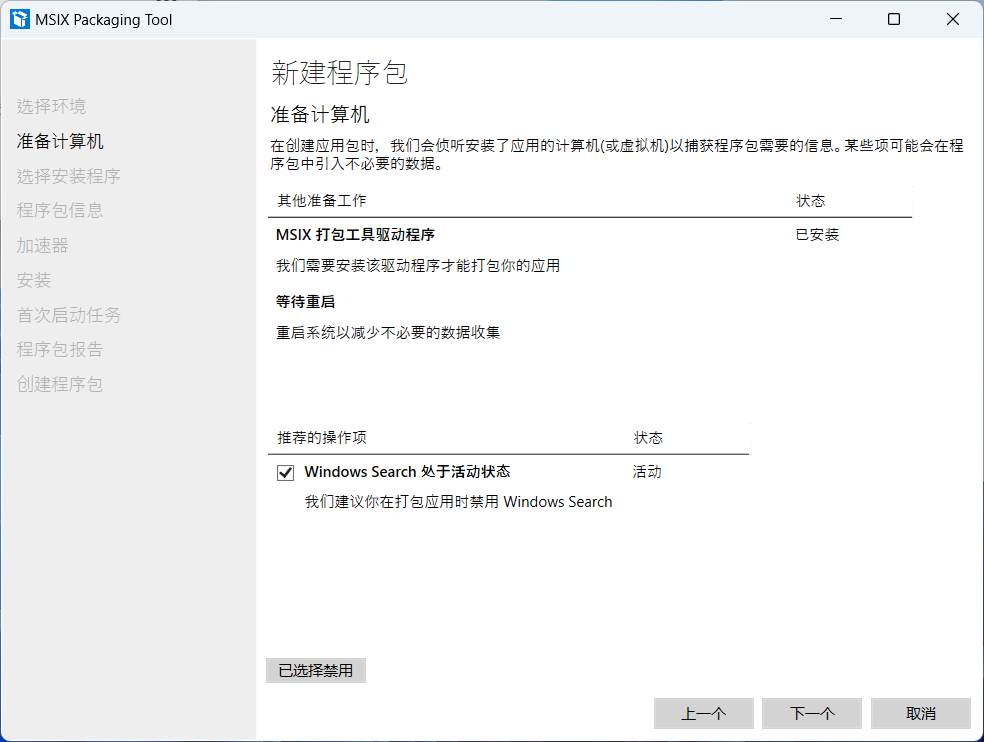 MSIX Packaging Tool
选择环境
准备计算机
选择安装程序
程序包信息
加速器
安装
首次启动任务
程序包报告
创建程序包
新建程序包
准备计算机
在创建应用包时，我们会侦听安装了应用的计算机(或虚拟机)以捕获程序包需要的信息。某些项可能会在程
序包中引入不必要的数据。
其他准备工作 状态
MSIX 打包工具驱动程序 已安装
我们需要安装该驱动程序才能打包你的应用
等待重启
重启系统以减少不必要的数据收集
推荐的操作项 状态
Windows Search 处于活动状态 活动
我们建议你在打包应用时禁用 Windows Search
已选择禁用
上一个 下一个 取消